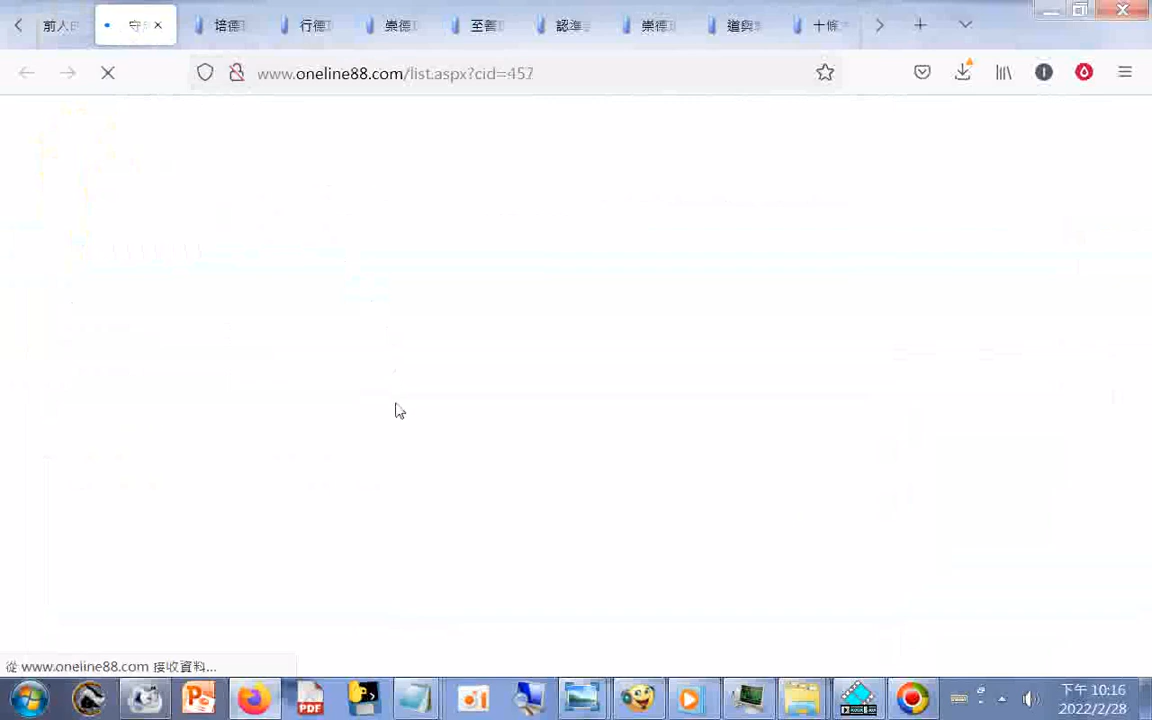 前人
守
培德
行德
崇德
至善
認準
崇德
道與
十條
www.oneline88.com/list.aspx?cid=457
從 www.oneline88.com 接收資料...
PDF
下午 10:16
2022/2/28